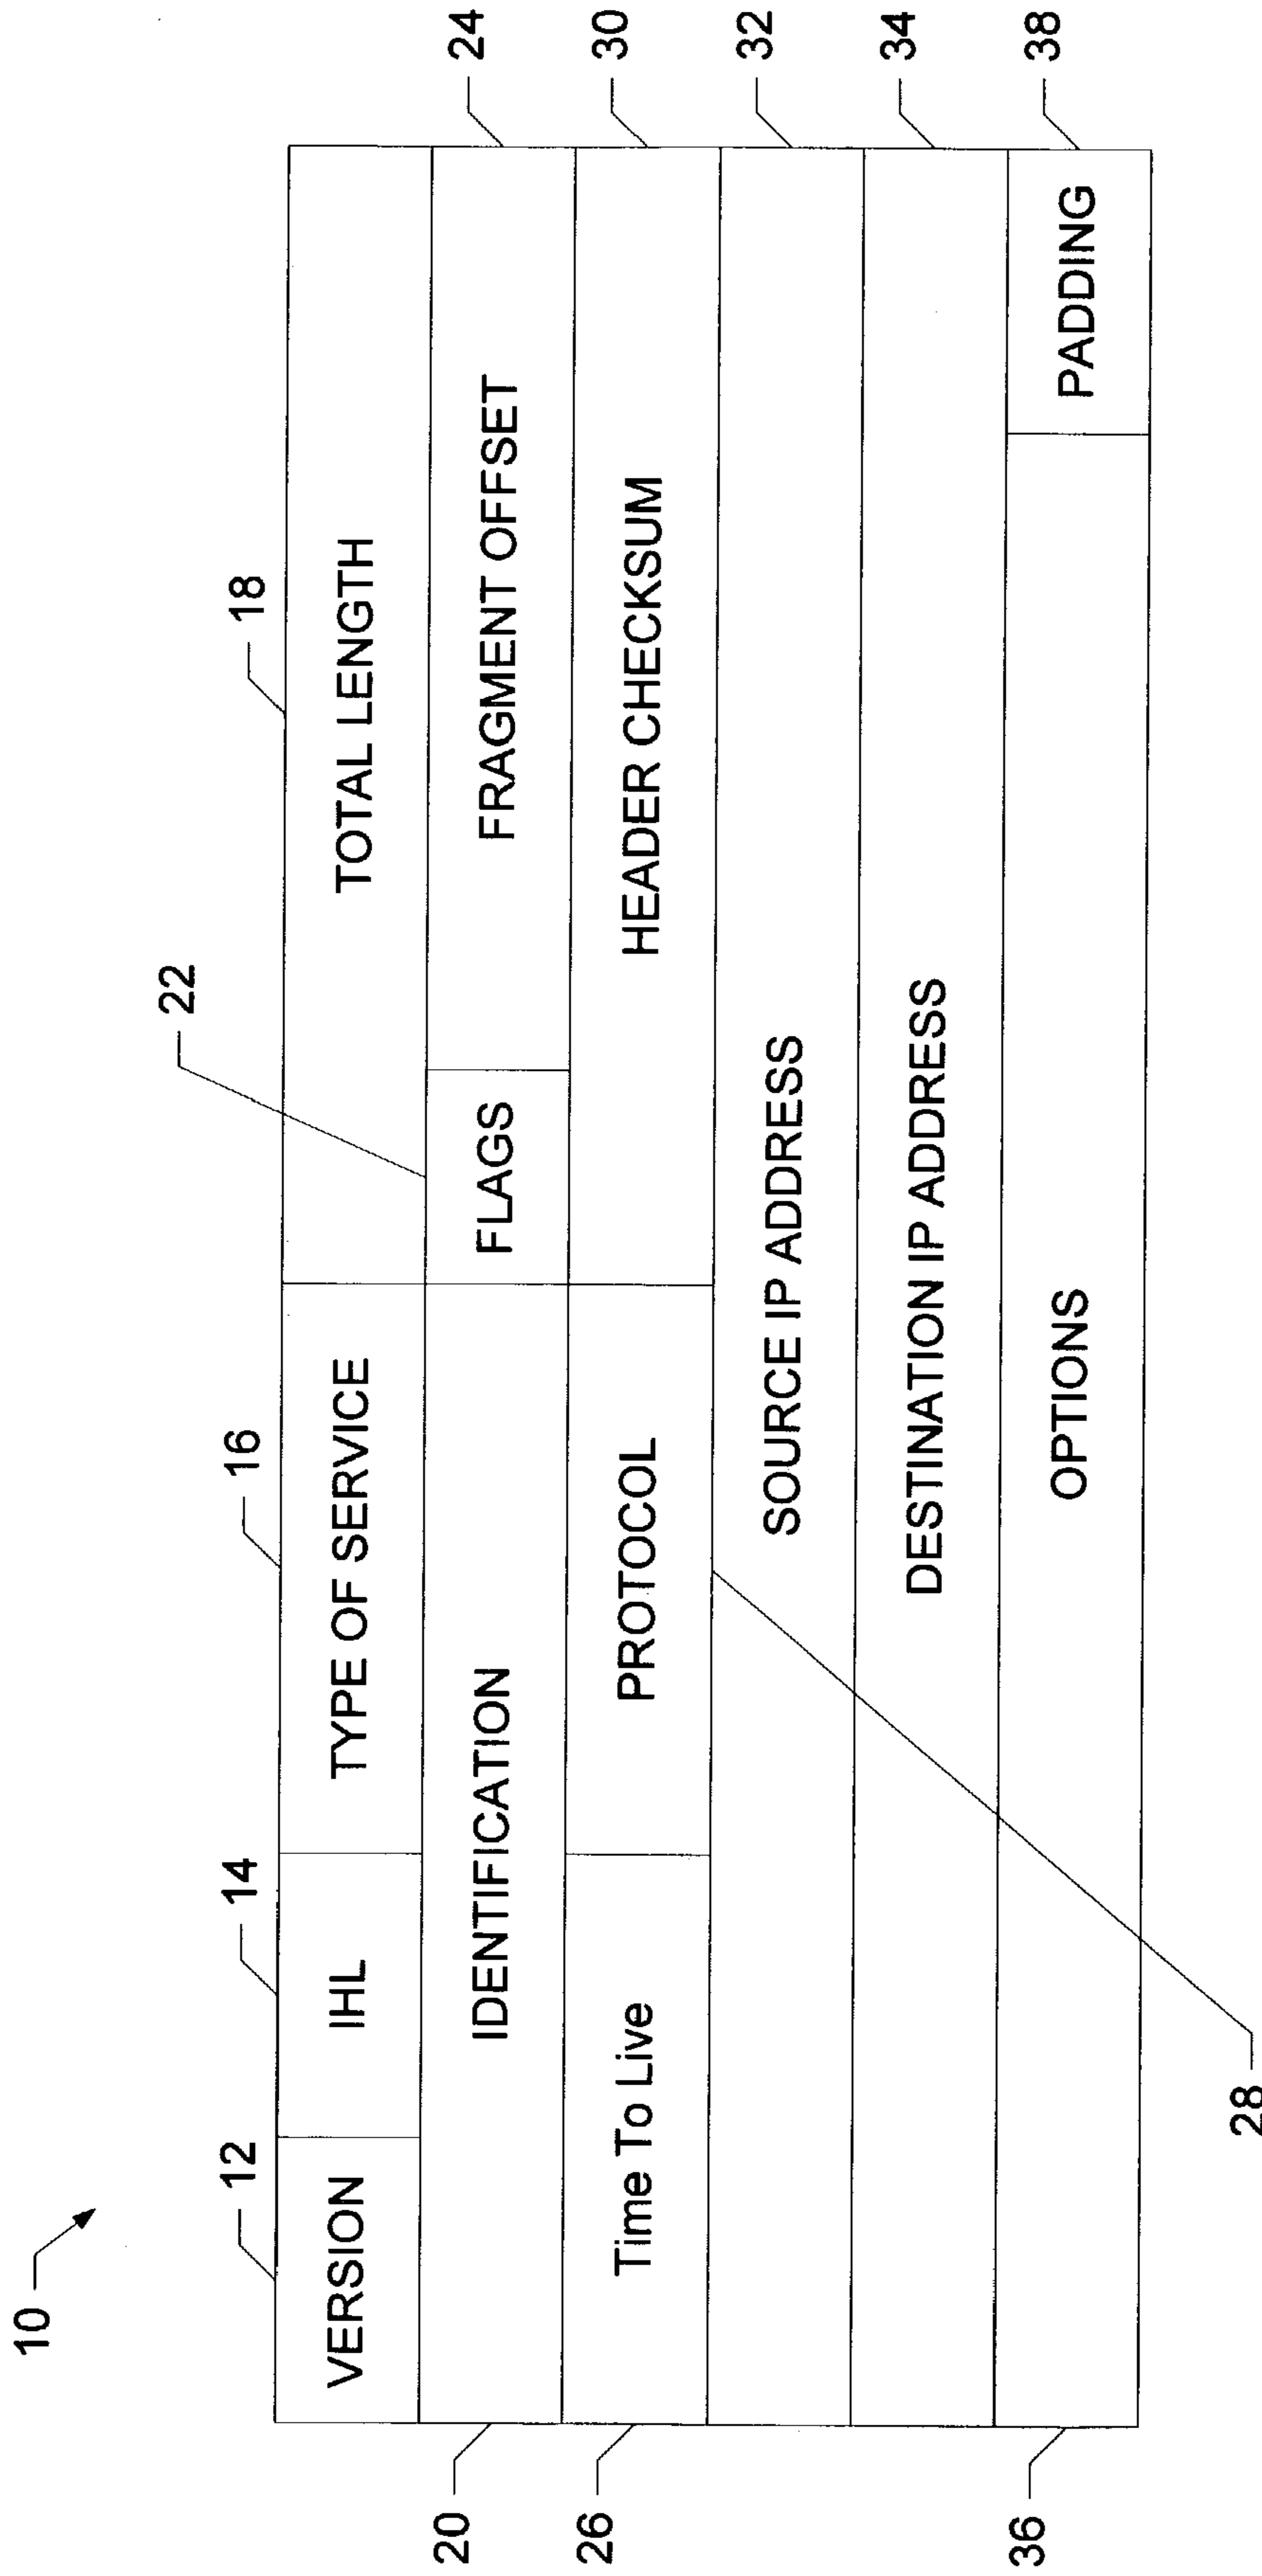 10
12
14
16
18
22
VERSION
IHL
TYPE OF SERVICE
TOTAL LENGTH
20
IDENTIFICATION
FLAGS
FRAGMENT OFFSET
24
26
Time To Live
PROTOCOL
HEADER CHECKSUM
30
SOURCE IP ADDRESS
32
DESTINATION IP ADDRESS
34
36
OPTIONS
PADDING
38
28